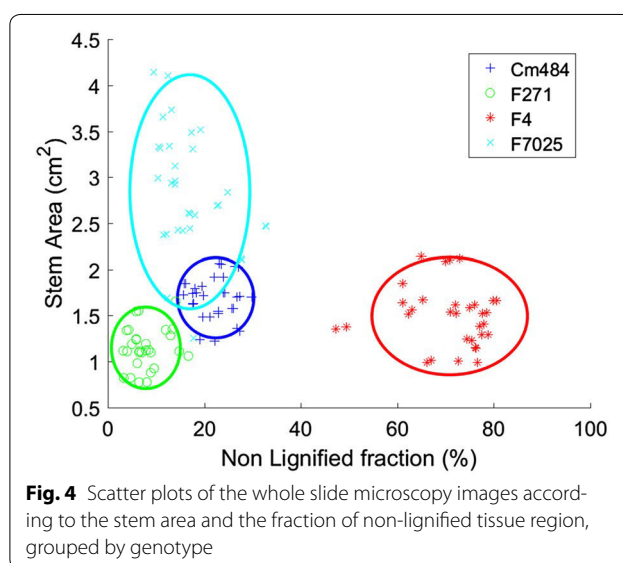 4.5
4
3.5
3
2.5
2
1.5
1
0.5
Stem Area (cm²)
Cm484
F271
F4
F7025
0 20 40 60 80 100
Non Lignified fraction (%)
Fig. 4 Scatter plots of the whole slide microscopy images accord-
ing to the stem area and the fraction of non-lignified tissue region,
grouped by genotype